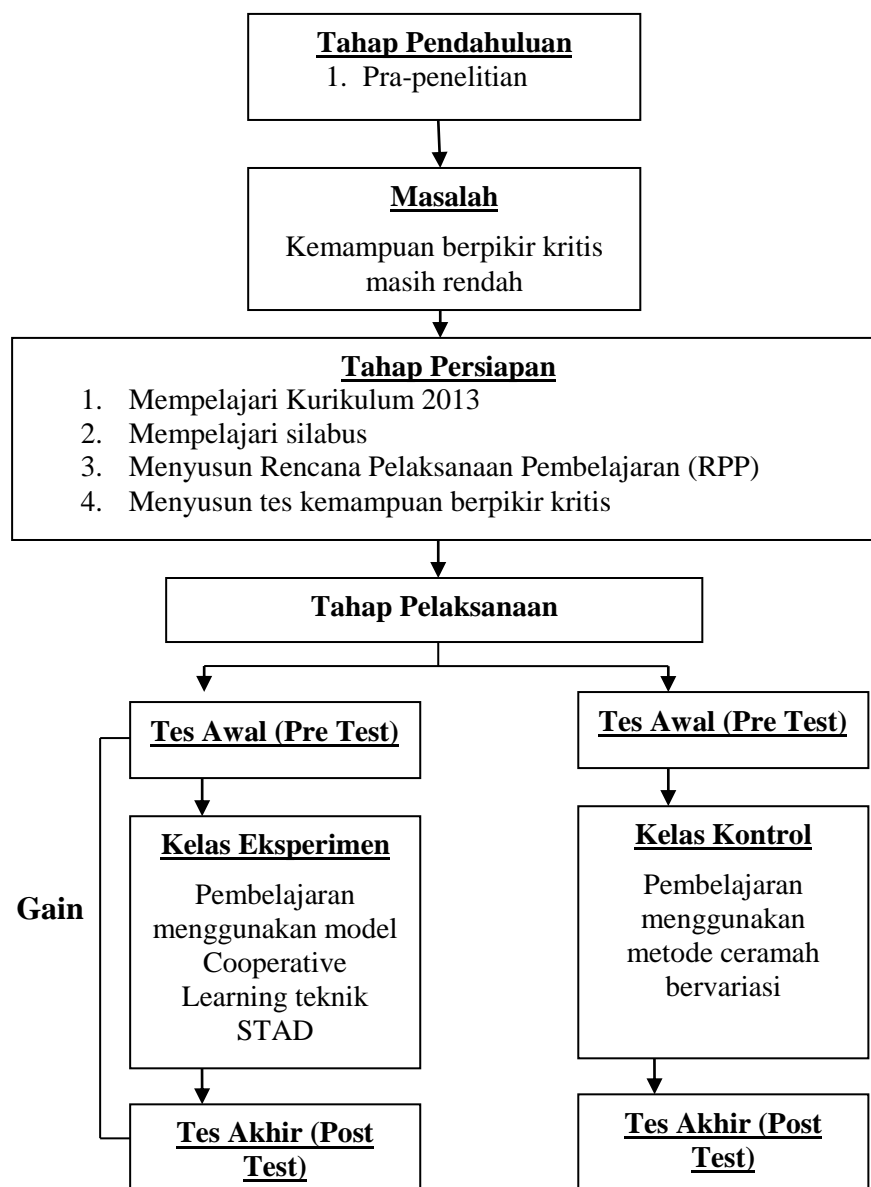 Tahap Pendahuluan
1. Pra-penelitian
Masalah
Kemampuan berpikir kritis
masih rendah
Tahap Persiapan
1. Mempelajari Kurikulum 2013
2. Mempelajari silabus
3. Menyusun Rencana Pelaksanaan Pembelajaran (RPP)
4. Menyusun tes kemampuan berpikir kritis
Tahap Pelaksanaan
Tes Awal (Pre Test)
Tes Awal (Pre Test)
Gain
Kelas Eksperimen
Pembelajaran
menggunakan model
Cooperative
Learning teknik
STAD
Kelas Kontrol
Pembelajaran
menggunakan
metode ceramah
bervariasi
Tes Akhir (Post
Test)
Tes Akhir (Post
Test)